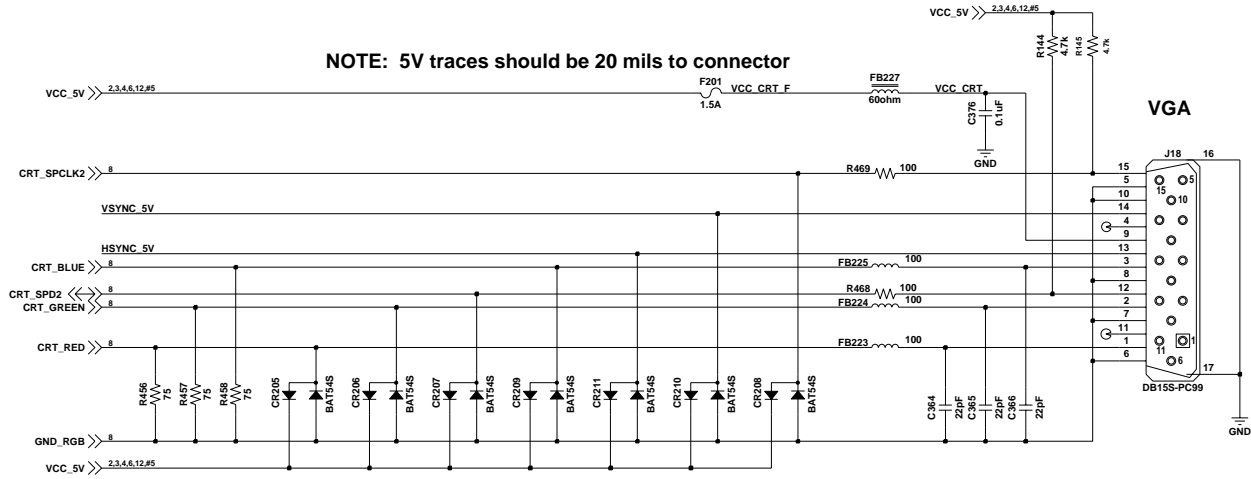 VCC_5V 2,3,4,6,12,#5
R144
4.7k
R145
4.7k
NOTE: 5V traces should be 20 mils to connector
VCC_5V 2,3,4,6,12,#5
F201
1.5A
VCC_CRT_F
FB227
60ohm
VCC_CRT
C376
0.1uF
GND
VGA
J18
16
CRT_SPCLK2 8
R469 100
15
5
10
VSYNC_5V
14
4
9
HSYNC_5V
13
CRT_BLUE 8
FB225 100
3
8
CRT_SPD2 8
R468 100
12
CRT_GREEN 8
FB224 100
2
7
11
CRT_RED 8
FB223 100
1
6
5
15
10
11
1
6
17
DB15S-PC99
GND
R456
75
R457
75
R458
75
CR205
BAT54S
CR206
BAT54S
CR207
BAT54S
CR209
BAT54S
CR211
BAT54S
CR210
BAT54S
CR208
BAT54S
C364
22pF
C365
22pF
C366
22pF
GND_RGB 8
VCC_5V 2,3,4,6,12,#5